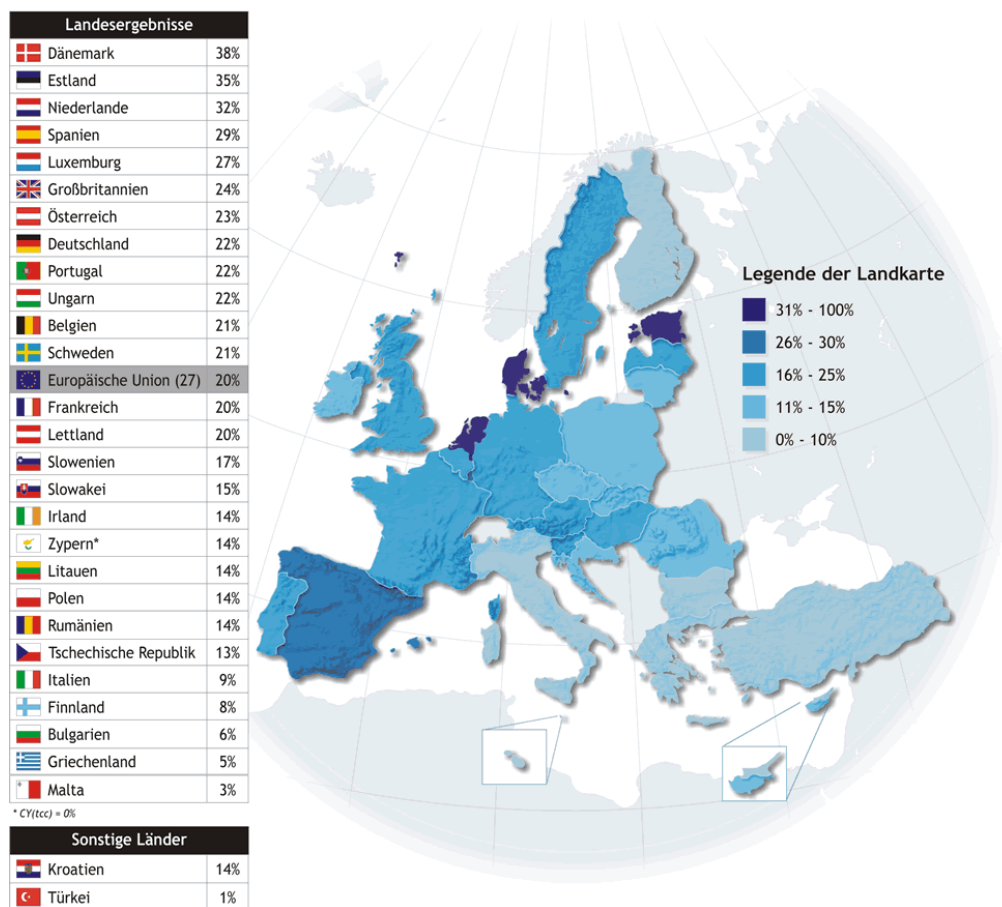 Landesergebnisse
Dänemark 38%
Estland 35%
Niederlande 32%
Spanien 29%
Luxemburg 27%
Großbritannien 24%
Österreich 23%
Deutschland 22%
Portugal 22%
Ungarn 22%
Belgien 21%
Schweden 21%
Europäische Union (27) 20%
Frankreich 20%
Lettland 20%
Slowenien 17%
Slowakei 15%
Irland 14%
Zypern* 14%
Litauen 14%
Polen 14%
Rumänien 14%
Tschechische Republik 13%
Italien 9%
Finnland 8%
Bulgarien 6%
Griechenland 5%
Malta 3%
* CY(tcc) = 0%
Sonstige Länder
Kroatien 14%
Türkei 1%
Legende der Landkarte
31% - 100%
26% - 30%
16% - 25%
11% - 15%
0% - 10%